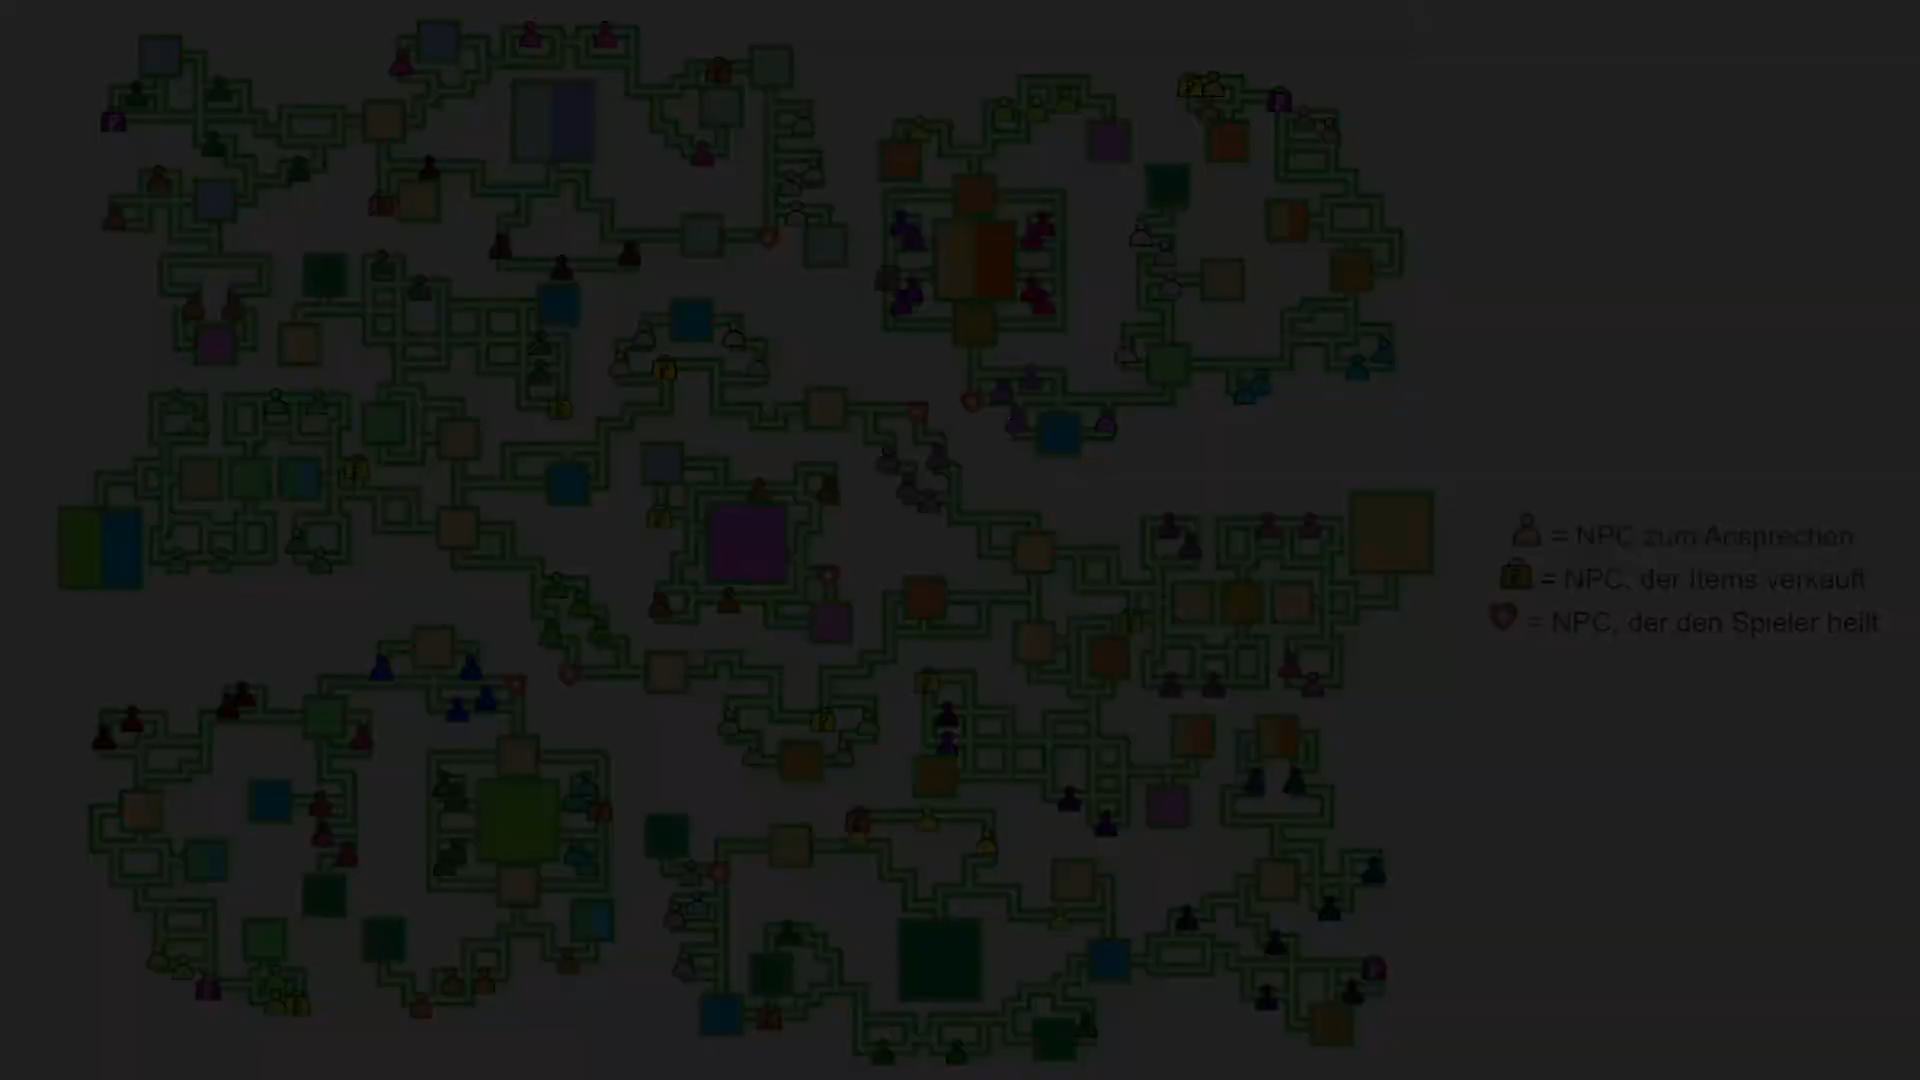 = NPC zum Ansprechen
= NPC, der Items verkauft
= NPC, der den Spieler heilt